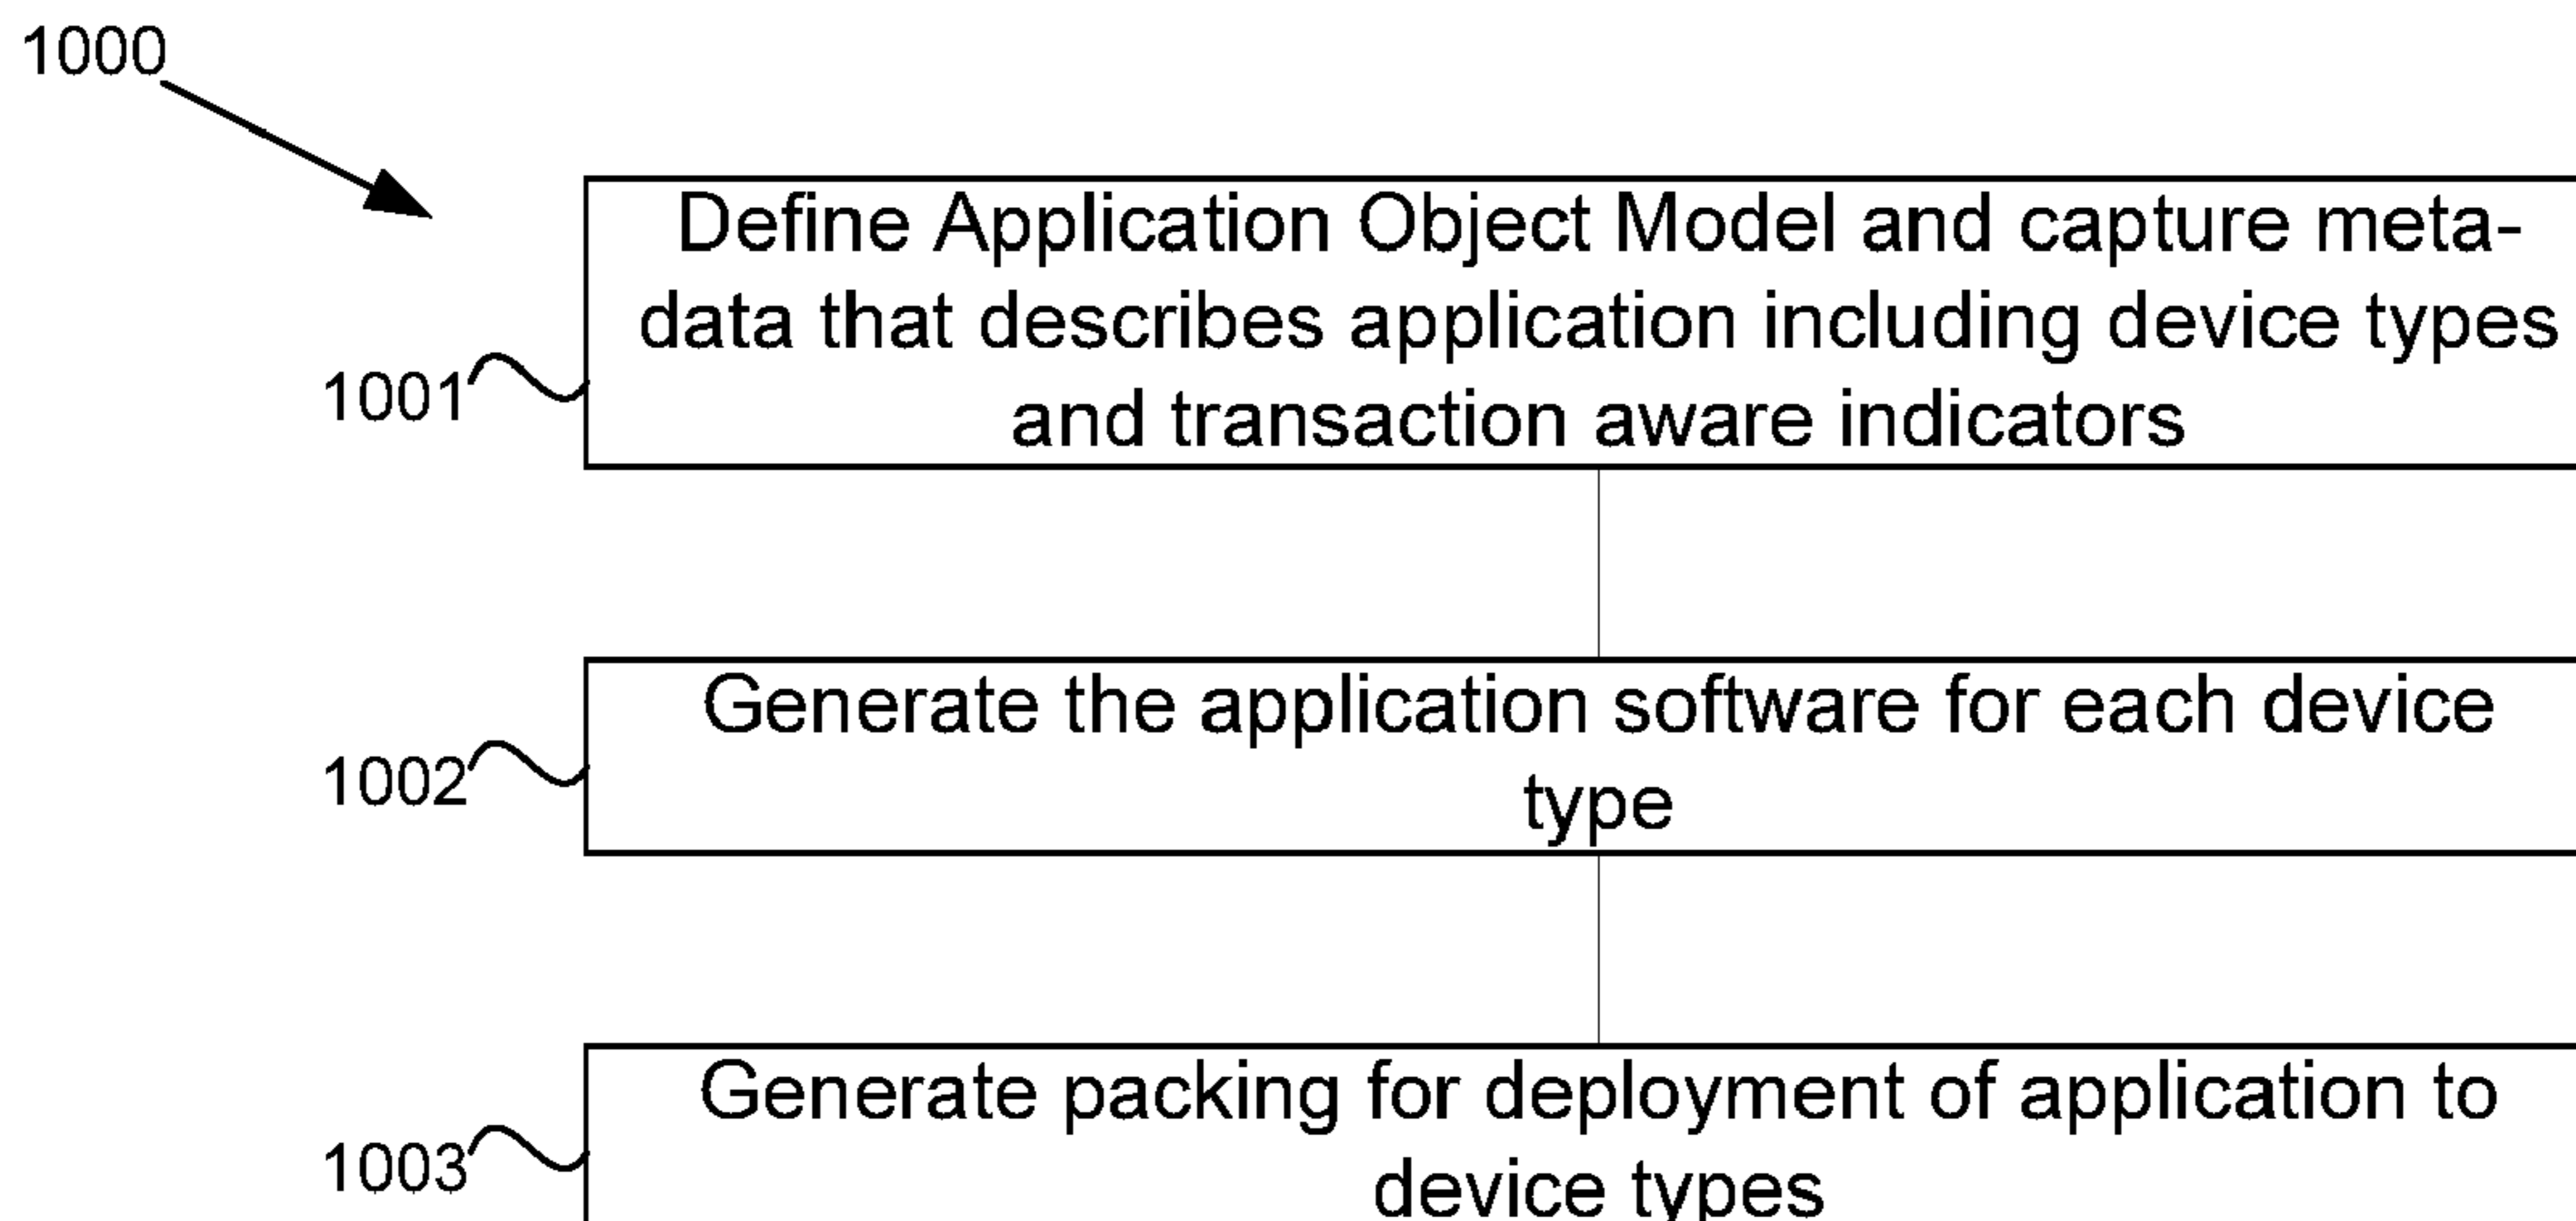 1000
Define Application Object Model and capture meta-
data that describes application including device types
and transaction aware indicators
1001
Generate the application software for each device
type
1002
Generate packing for deployment of application to
device types
1003